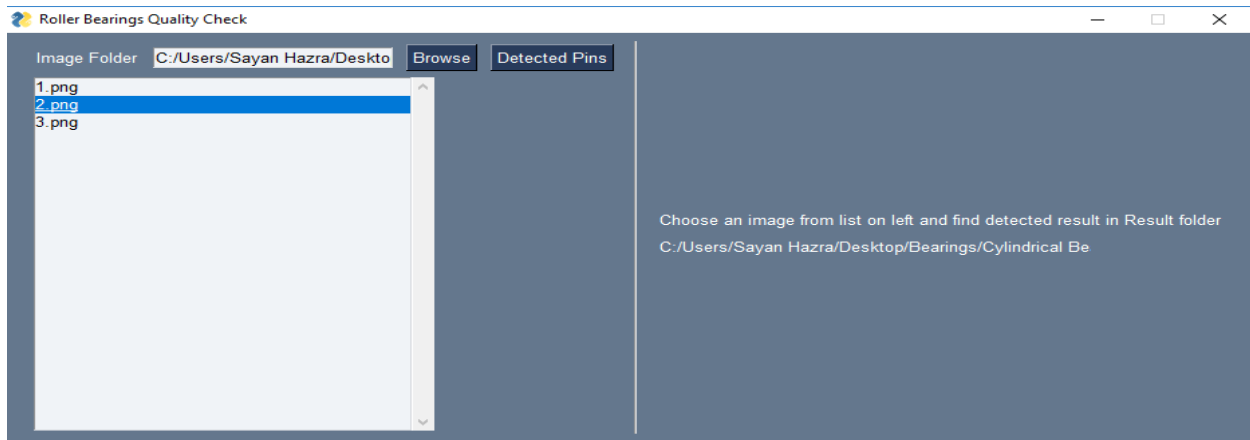 Roller Bearings Quality Check
Image Folder C:/Users/Sayan Hazra/Deskto Browse Detected Pins
1.png
2.png
3.png
Choose an image from list on left and find detected result in Result folder
C:/Users/Sayan Hazra/Desktop/Bearings/Cylindrical Be